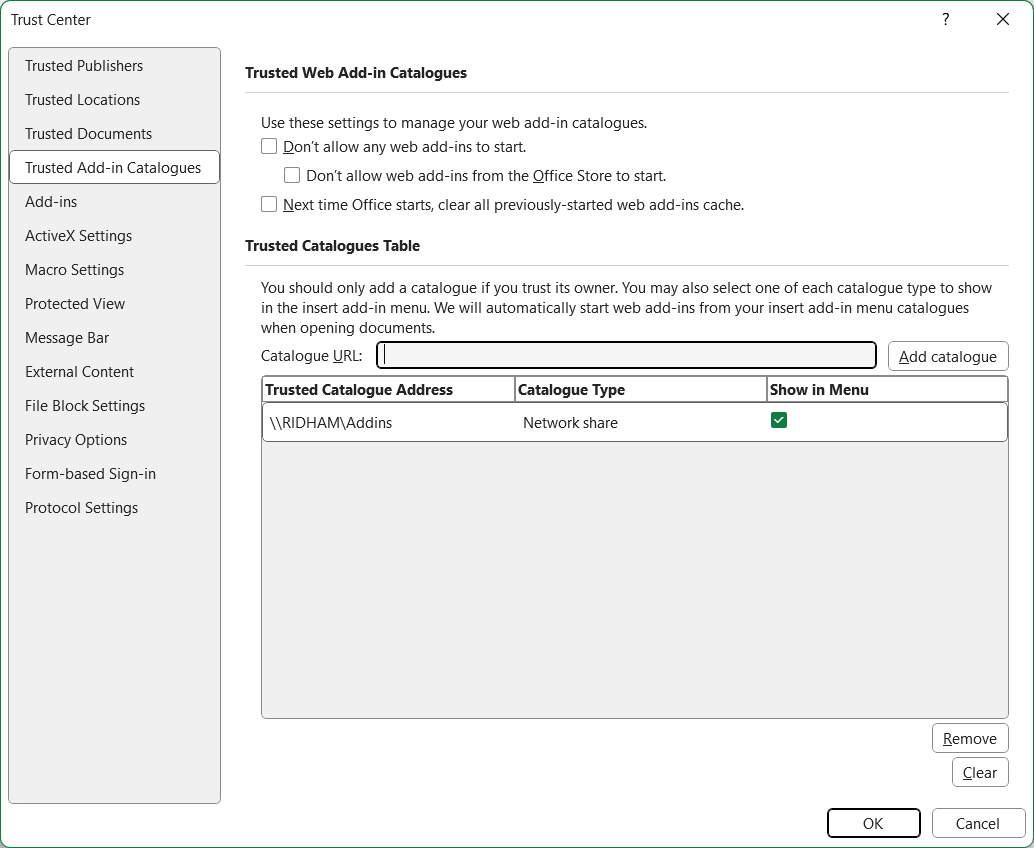 Trust Center
?
Trusted Publishers
Trusted Locations
Trusted Documents
Trusted Add-in Catalogues
Add-ins
ActiveX Settings
Macro Settings
Protected View
Message Bar
External Content
File Block Settings
Privacy Options
Form-based Sign-in
Protocol Settings
Trusted Web Add-in Catalogues
Use these settings to manage your web add-in catalogues.
Don't allow any web add-ins to start.
Don't allow web add-ins from the Office Store to start.
Next time Office starts, clear all previously-started web add-ins cache.
Trusted Catalogues Table
You should only add a catalogue if you trust its owner. You may also select one of each catalogue type to show
in the insert add-in menu. We will automatically start web add-ins from your insert add-in menu catalogues
when opening documents.
Catalogue URL: Add catalogue
Trusted Catalogue Address Catalogue Type Show in Menu
\\RIDHAM\Addins Network share
Remove
Clear
OK Cancel